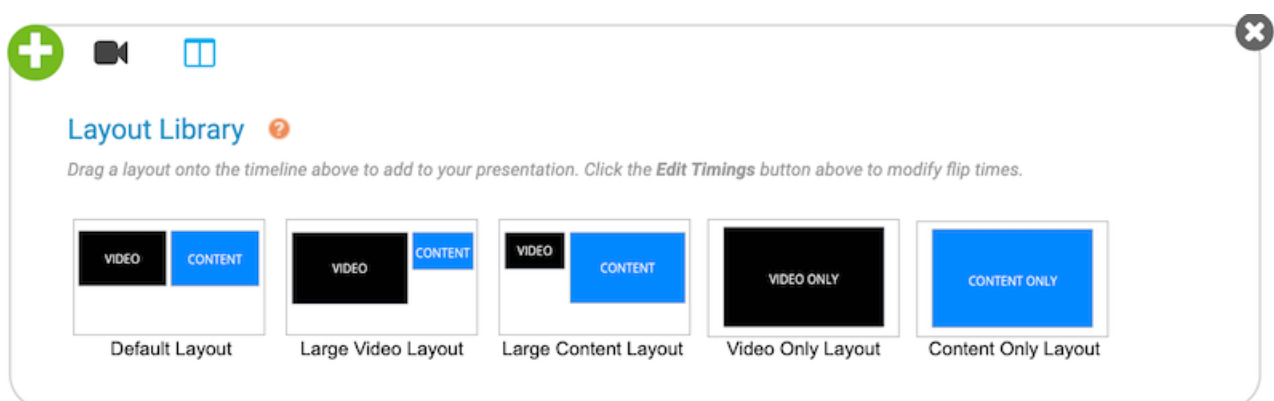 Layout Library
Drag a layout onto the timeline above to add to your presentation. Click the Edit Timings button above to modify flip times.
VIDEO CONTENT
VIDEO CONTENT
VIDEO CONTENT
VIDEO ONLY
CONTENT ONLY
Default Layout
Large Video Layout
Large Content Layout
Video Only Layout
Content Only Layout